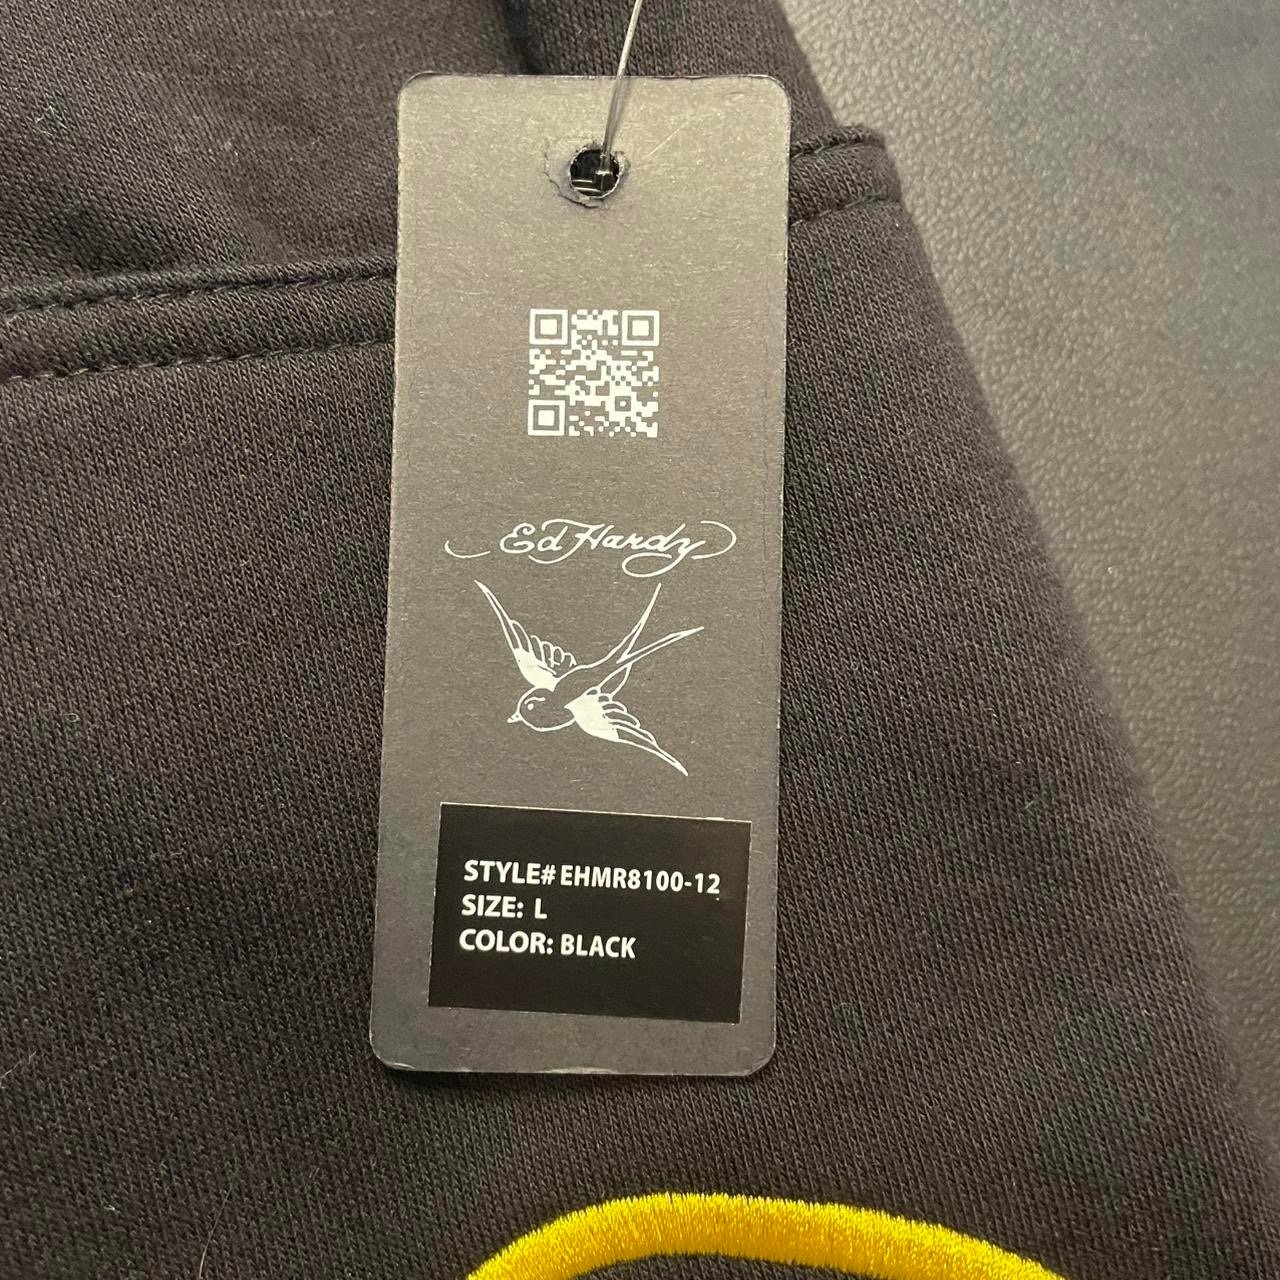 Ed Hardy
STYLE# EHMR8100-12
SIZE: L
COLOR: BLACK